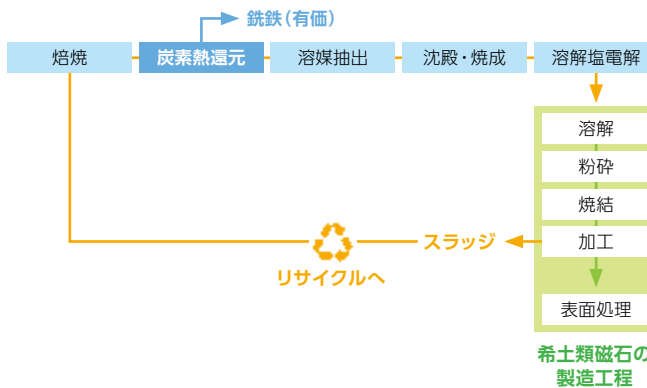 銑鉄(有価)
焙焼
炭素熱還元
溶媒抽出
沈殿・焼成
溶解塩電解
溶解
粉砕
焼結
加工
スラッジ
リサイクルへ
表面処理
希土類磁石の
製造工程